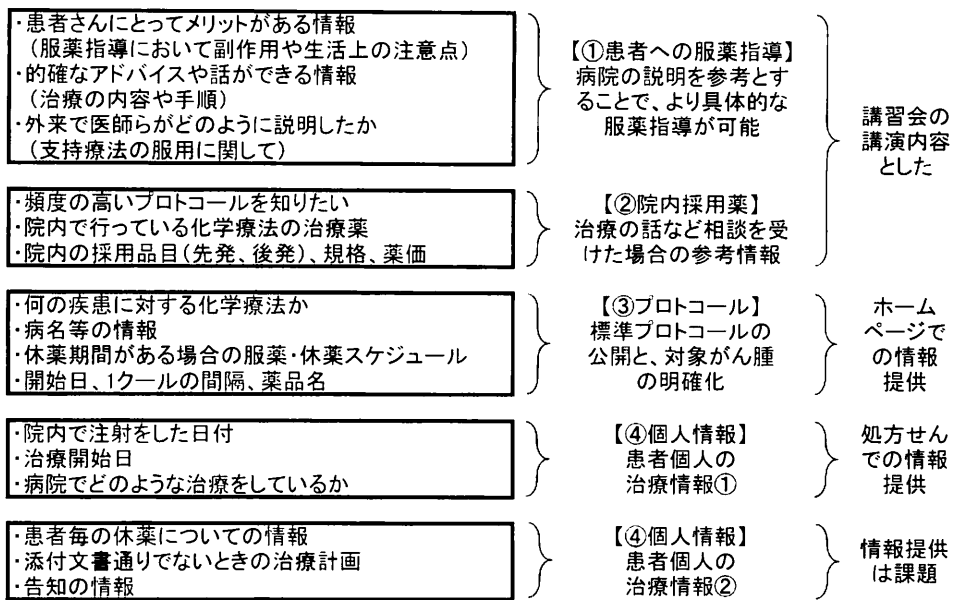 ・患者さんにとってメリットがある情報
（服薬指導において副作用や生活上の注意点）
・的確なアドバイスや話ができる情報
（治療の内容や手順）
・外来で医師らがどのように説明したか
（支持療法の服用に関して）
【①患者への服薬指導】
病院の説明を参考とす
ることで、より具体的な
服薬指導が可能
・頻度の高いプロトコールを知りたい
・院内で行っている化学療法の治療薬
・院内の採用品目（先発、後発）、規格、薬価
【②院内採用薬】
治療の話など相談を受
けた場合の参考情報
講習会の
講演内容
とした
・何の疾患に対する化学療法か
・病名等の情報
・休薬期間がある場合の服薬・休薬スケジュール
・開始日、1クールの間隔、薬品名
【③プロトコール】
標準プロトコールの
公開と、対象がん腫
の明確化
ホーム
ページで
の情報
提供
・院内で注射をした日付
・治療開始日
・病院でどのような治療をしているか
【④個人情報】
患者個人の
治療情報①
処方せん
での情報
提供
・患者毎の休薬についての情報
・添付文書通りでないときの治療計画
・告知の情報
【④個人情報】
患者個人の
治療情報②
情報提供
は課題